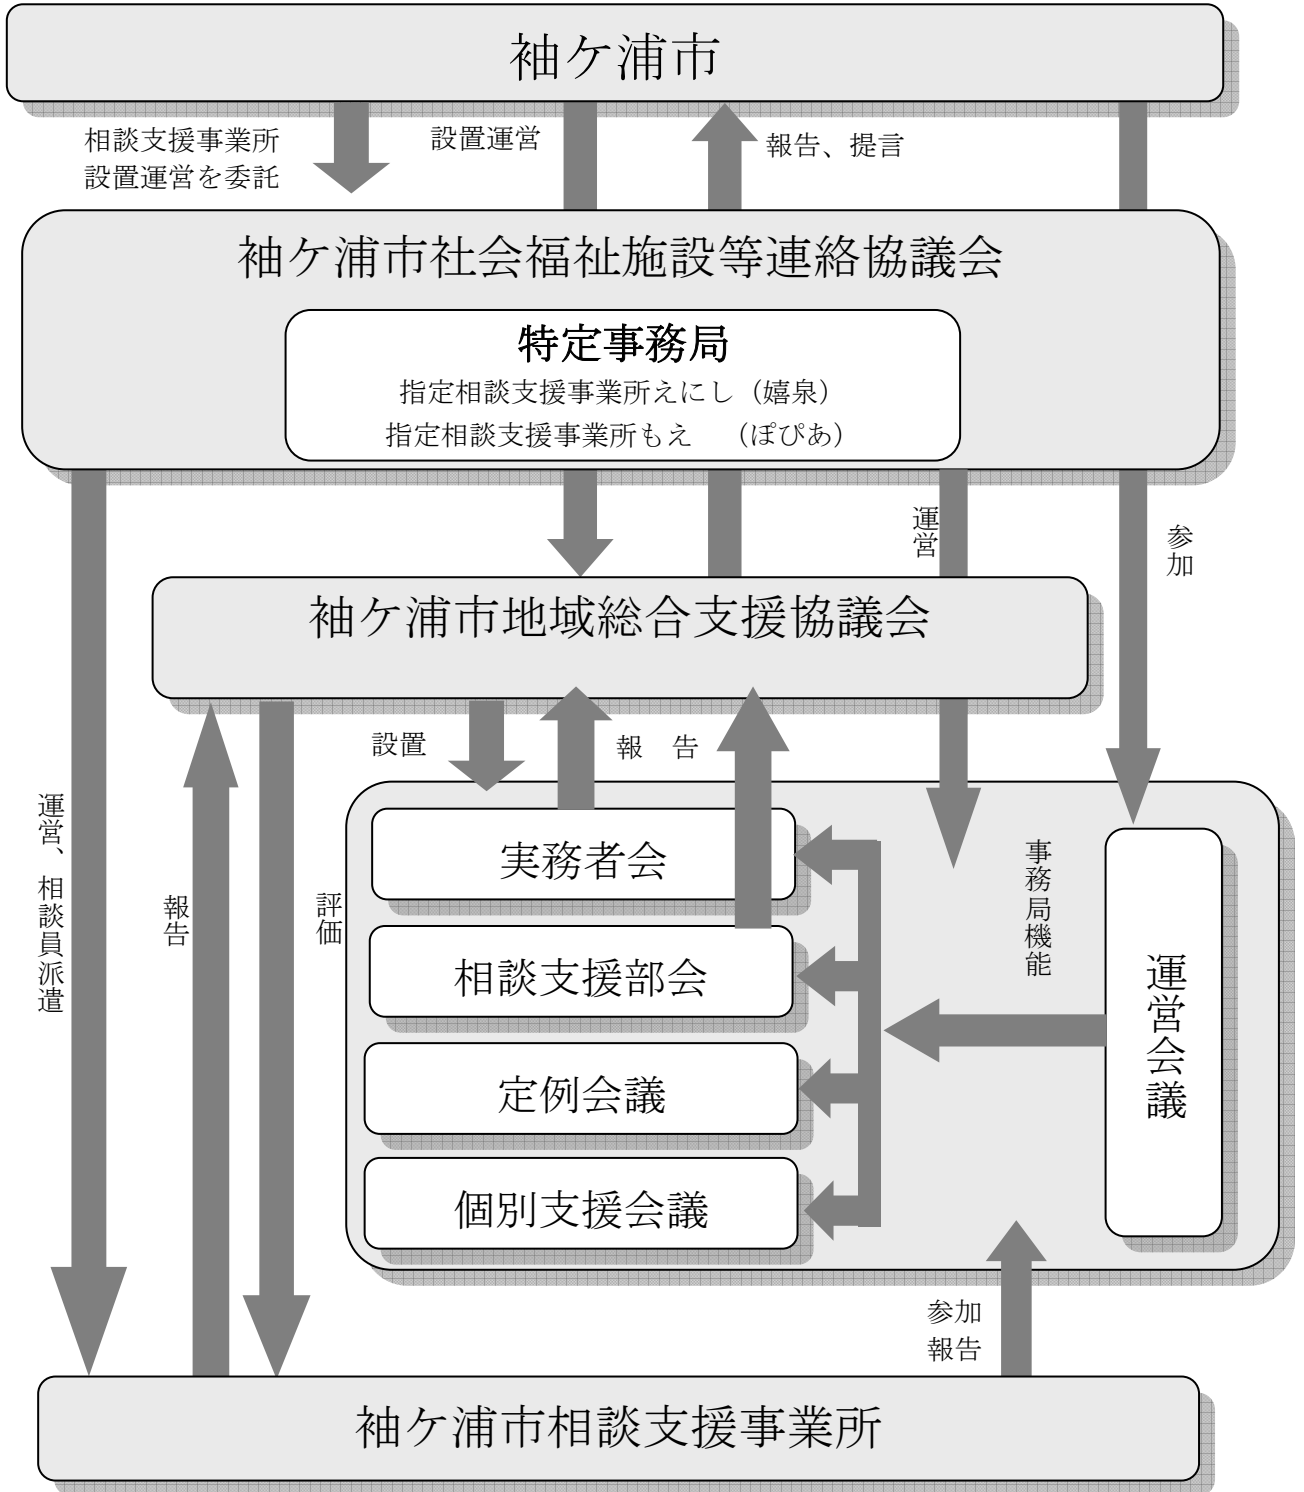 袖ケ浦市
相談支援事業所
設置運営を委託
設置運営
報告、提言
袖ケ浦市社会福祉施設等連絡協議会
特定事務局
指定相談支援事業所えにし（嬉泉）
指定相談支援事業所もえ　（ぽぴあ）
運営
参加
袖ケ浦市地域総合支援協議会
設置
報　告
運営、相談員派遣
報告
評価
実務者会
相談支援部会
定例会議
個別支援会議
事務局機能
運営会議
参加
報告
袖ケ浦市相談支援事業所